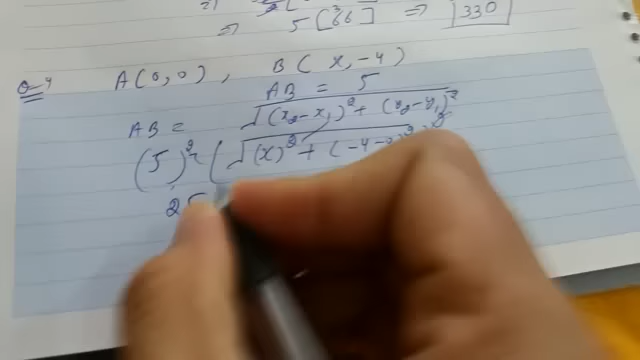 ⇒ 5 [66] ⇒ 330
Q-4 A(0,0), B(x,-4)
AB = 5
AB = √(x₂-x₁)² + (y₂-y₁)²
(5)² = (√(x)² + (-4-0)²)²
25